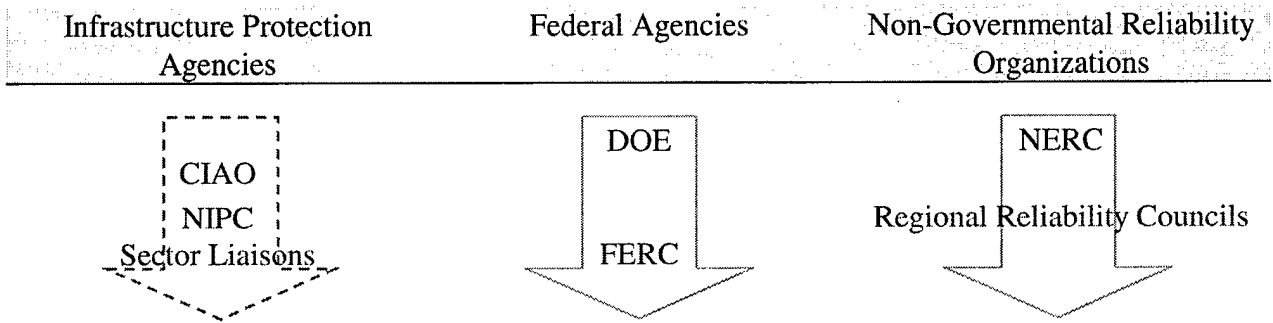 Infrastructure Protection
Agencies
Federal Agencies
Non-Governmental Reliability
Organizations
CIAO
NIPC
Sector Liaisons
DOE
FERC
NERC
Regional Reliability Councils